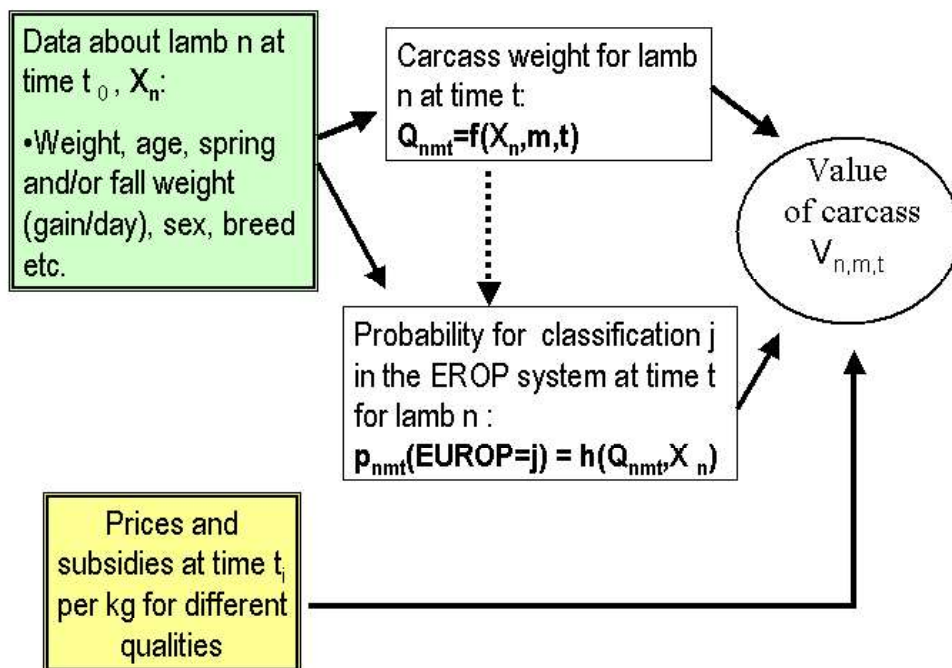 Data about lamb n at
time t 0 , Xn:
•Weight, age, spring
and/or fall weight
(gain/day), sex, breed
etc.
Carcass weight for lamb
n at time t:
Qnmt=f(Xn,m,t)
Value
of carcass
Vn,m,t
Probability for classification j
in the EROP system at time t
for lamb n :
pnmt(EUROP=j) = h(Qnmt,X n)
Prices and
subsidies at time ti
per kg for different
qualities